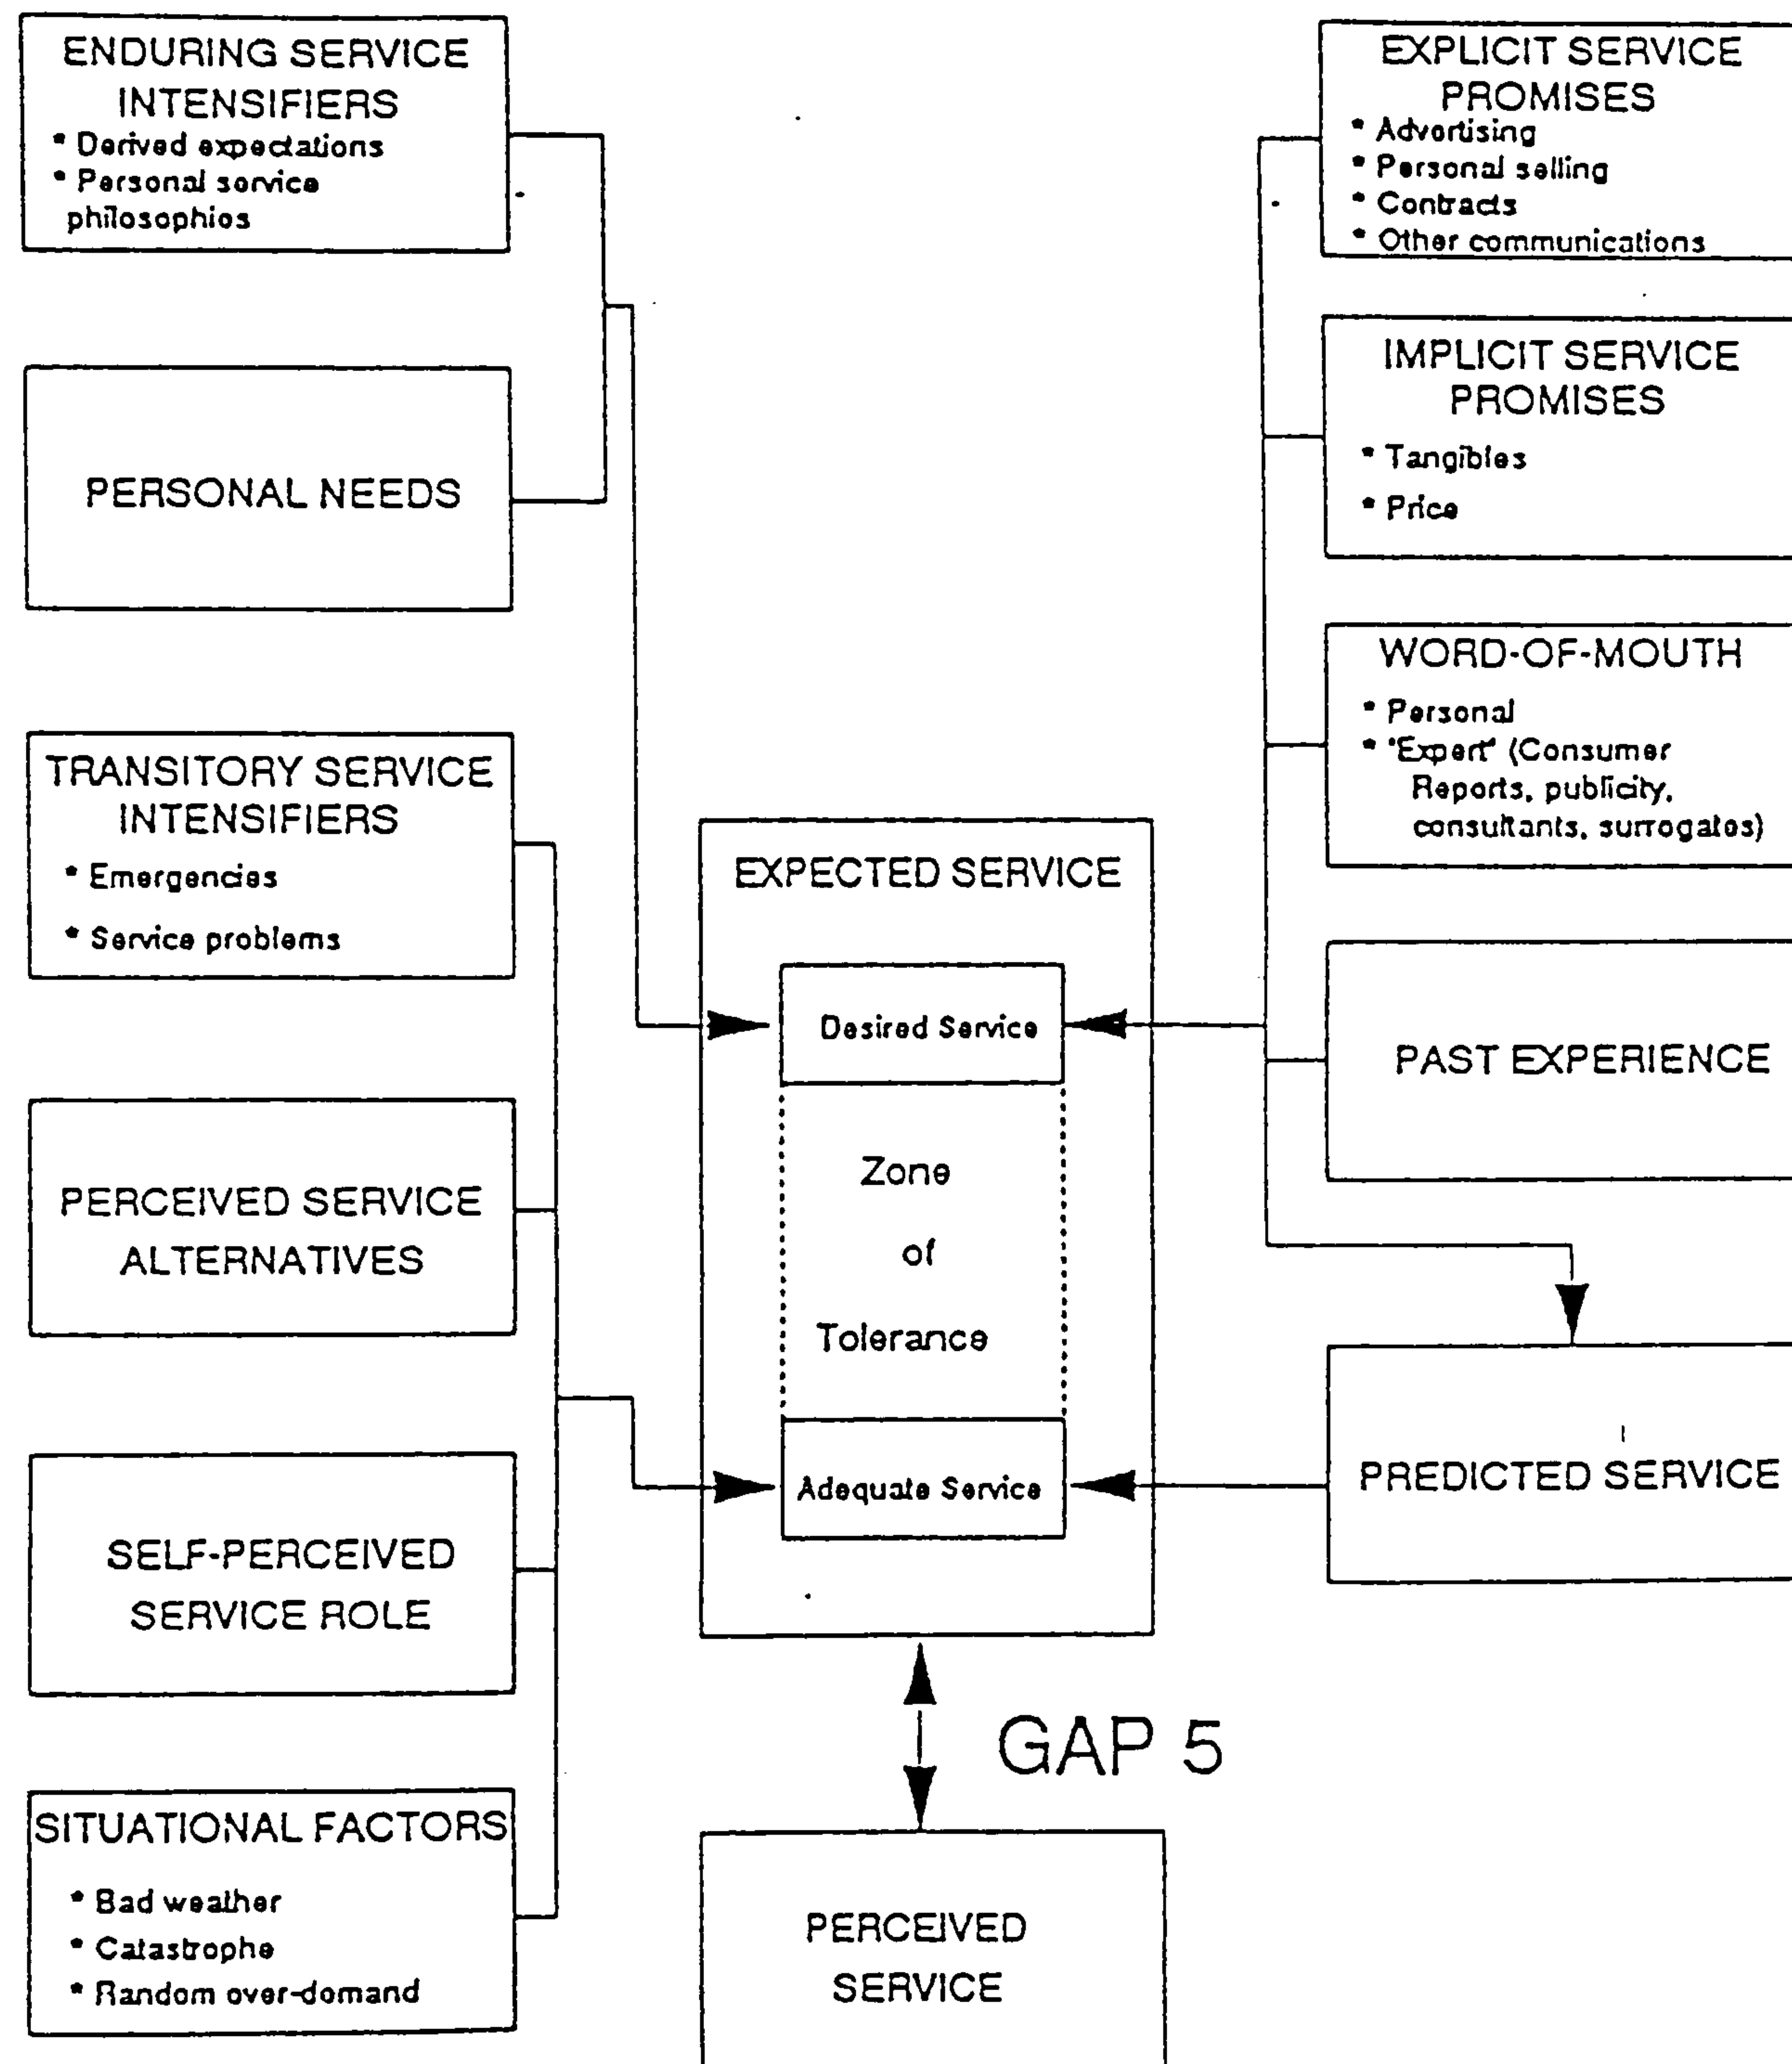 ENDURING SERVICE
INTENSIFIERS
* Derived expectations
* Personal service
philosophies
PERSONAL NEEDS
TRANSITORY SERVICE
INTENSIFIERS
* Emergencies
* Service problems
PERCEIVED SERVICE
ALTERNATIVES
SELF-PERCEIVED
SERVICE ROLE
SITUATIONAL FACTORS
* Bad weather
* Catastrophe
* Random over-demand
EXPECTED SERVICE
Desired Service
Zone
of
Tolerance
Adequate Service
GAP 5
PERCEIVED
SERVICE
EXPLICIT SERVICE
PROMISES
* Advertising
* Personal selling
* Contracts
* Other communications
IMPLICIT SERVICE
PROMISES
* Tangibles
* Price
WORD-OF-MOUTH
* Personal
* "Expert" (Consumer
Reports, publicity,
consultants, surrogates)
PAST EXPERIENCE
PREDICTED SERVICE